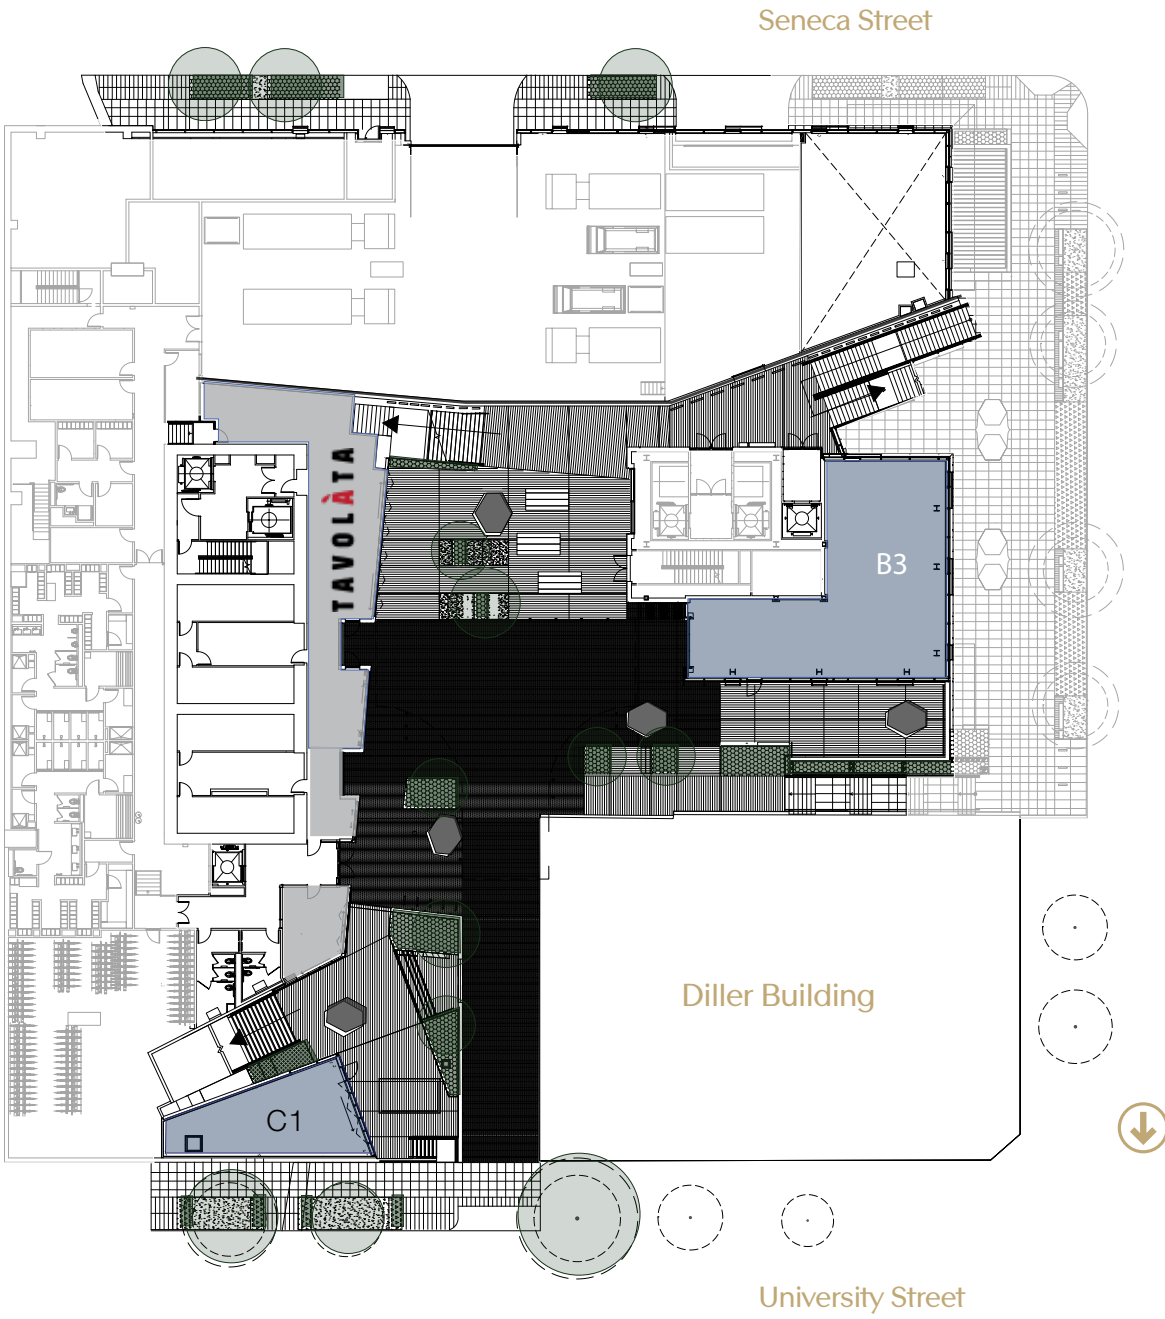 Seneca Street
TAVOLÀTA
B3
Diller Building
C1
University Street